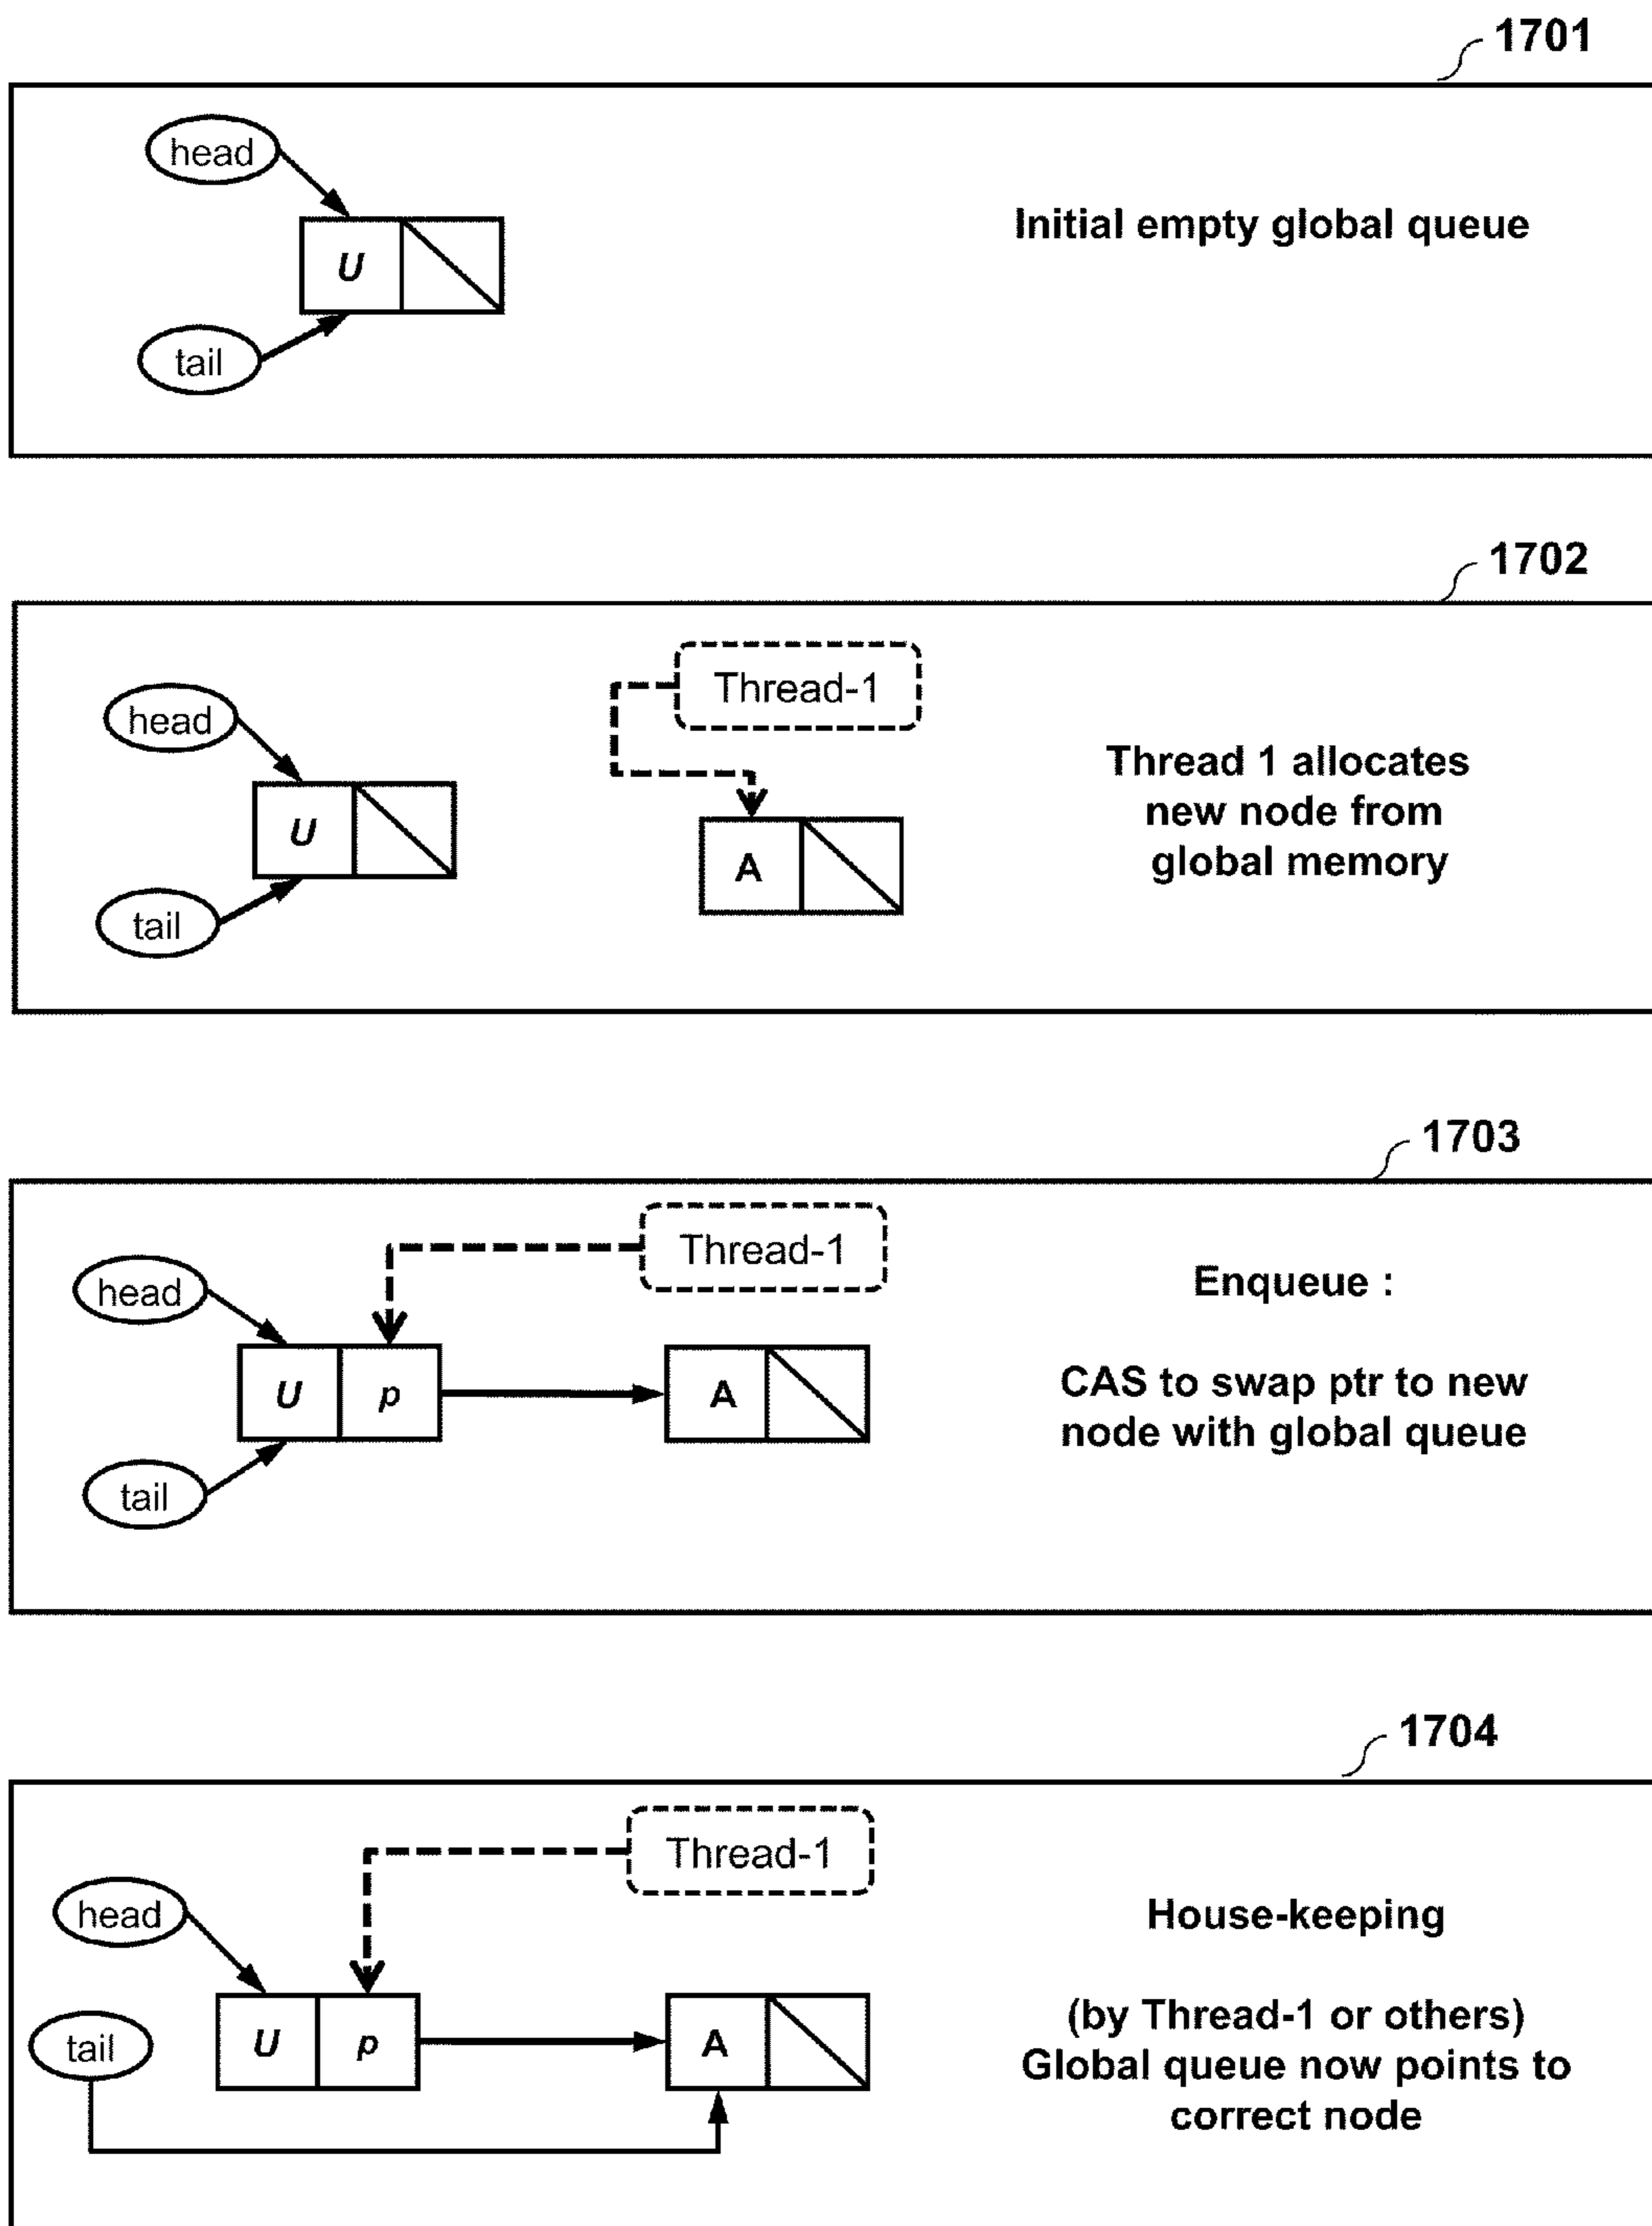 1701
head
Initial empty global queue
U
tail
1702
Thread-1
head
Thread 1 allocates
new node from
global memory
U
A
tail
1703
Thread-1
head
Enqueue :
U p
A
CAS to swap ptr to new
node with global queue
tail
1704
Thread-1
head
House-keeping
tail
U p
A
(by Thread-1 or others)
Global queue now points to
correct node